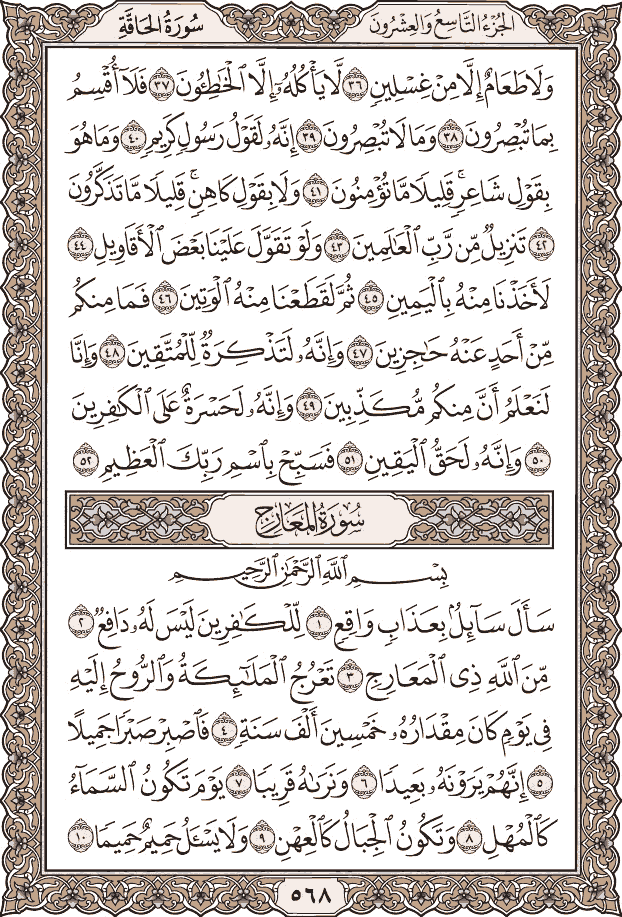 الجُزْءُ التَّاسِعُ وَالعِشْرُونَ
سُورَةُ الحَاقَّةِ
وَلَا طَعَامٌ إِلَّا مِنْ غِسْلِينٍ ٣٦ لَّا يَأْكُلُهُۥٓ إِلَّا ٱلْخَٰطِـُٔونَ ٣٧ فَلَآ أُقْسِمُ
بِمَا تُبْصِرُونَ ٣٨ وَمَا لَا تُبْصِرُونَ ٣٩ إِنَّهُۥ لَقَوْلُ رَسُولٍ كَرِيمٍ ٤٠ وَمَا هُوَ
بِقَوْلِ شَاعِرٍ ۚ قَلِيلًا مَّا تُؤْمِنُونَ ٤١ وَلَا بِقَوْلِ كَاهِنٍ ۚ قَلِيلًا مَّا تَذَكَّرُونَ
٤٢ تَنزِيلٌ مِّن رَّبِّ ٱلْعَٰلَمِينَ ٤٣ وَلَوْ تَقَوَّلَ عَلَيْنَا بَعْضَ ٱلْأَقَاوِيلِ ٤٤
لَأَخَذْنَا مِنْهُ بِٱلْيَمِينِ ٤٥ ثُمَّ لَقَطَعْنَا مِنْهُ ٱلْوَتِينَ ٤٦ فَمَا مِنكُم
مِّنْ أَحَدٍ عَنْهُ حَٰجِزِينَ ٤٧ وَإِنَّهُۥ لَتَذْكِرَةٌ لِّلْمُتَّقِينَ ٤٨ وَإِنَّا
لَنَعْلَمُ أَنَّ مِنكُم مُّكَذِّبِينَ ٤٩ وَإِنَّهُۥ لَحَسْرَةٌ عَلَى ٱلْكَٰفِرِينَ
٥٠ وَإِنَّهُۥ لَحَقُّ ٱلْيَقِينِ ٥١ فَسَبِّحْ بِٱسْمِ رَبِّكَ ٱلْعَظِيمِ ٥٢
سُورَةُ المَعَارِجِ
بِسْمِ ٱللَّهِ ٱلرَّحْمَٰنِ ٱلرَّحِيمِ
سَأَلَ سَآئِلٌۢ بِعَذَابٍ وَاقِعٍ ١ لِّلْكَٰفِرِينَ لَيْسَ لَهُۥ دَافِعٌ ٢
مِّنَ ٱللَّهِ ذِى ٱلْمَعَارِجِ ٣ تَعْرُجُ ٱلْمَلَٰٓئِكَةُ وَٱلرُّوحُ إِلَيْهِ
فِى يَوْمٍ كَانَ مِقْدَارُهُۥ خَمْسِينَ أَلْفَ سَنَةٍ ٤ فَٱصْبِرْ صَبْرًا جَمِيلًا
٥ إِنَّهُمْ يَرَوْنَهُۥ بَعِيدًا ٦ وَنَرَىٰهُ قَرِيبًا ٧ يَوْمَ تَكُونُ ٱلسَّمَآءُ
كَٱلْمُهْلِ ٨ وَتَكُونُ ٱلْجِبَالُ كَٱلْعِهْنِ ٩ وَلَا يَسْـَٔلُ حَمِيمٌ حَمِيمًا ١٠
٥٦٨